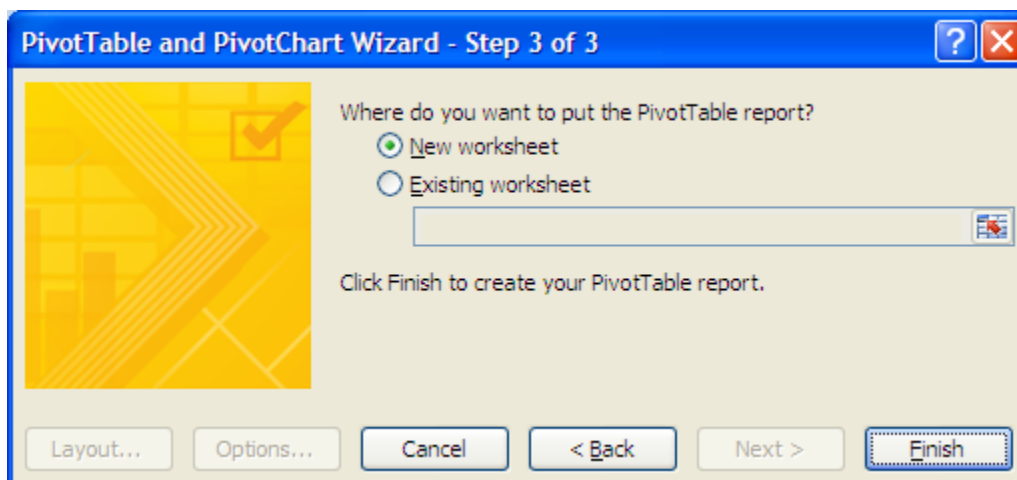 PivotTable and PivotChart Wizard - Step 3 of 3
Where do you want to put the PivotTable report?
New worksheet
Existing worksheet
Click Finish to create your PivotTable report.
Layout... Options... Cancel < Back Next > Finish